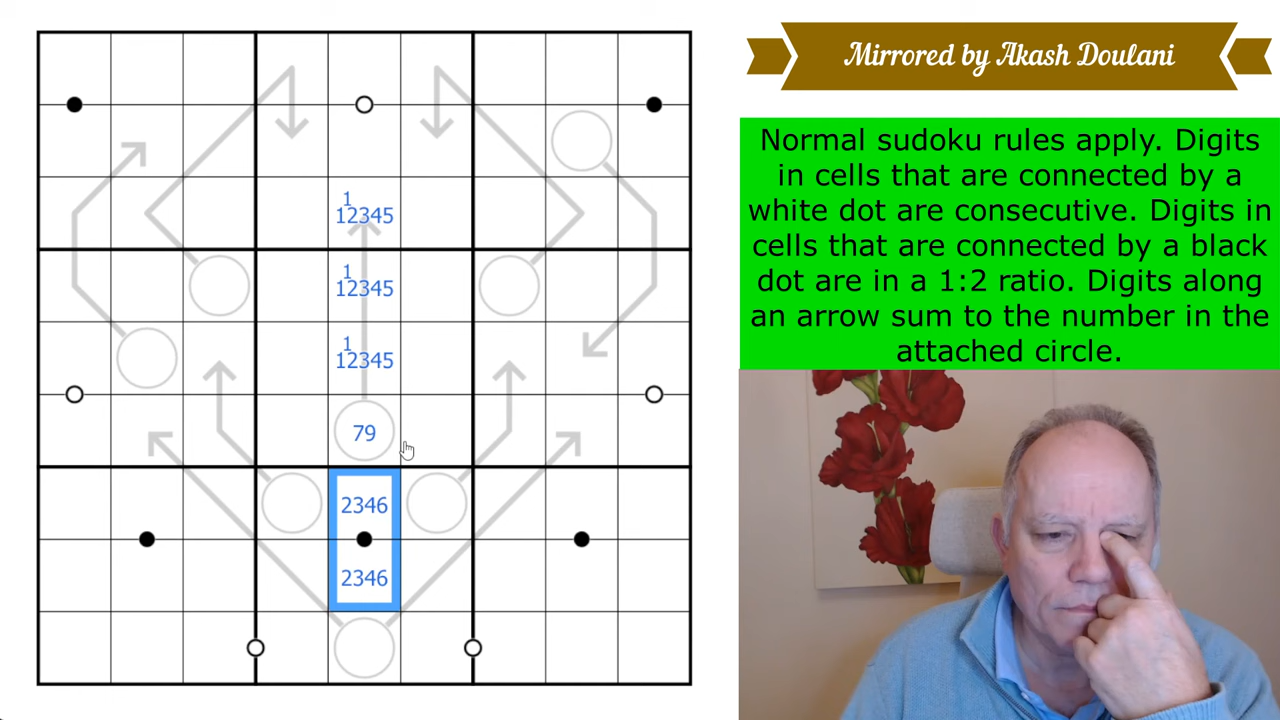 Mirrored by Akash Doulani
Normal sudoku rules apply. Digits
in cells that are connected by a
white dot are consecutive. Digits in
cells that are connected by a black
dot are in a 1:2 ratio. Digits along
an arrow sum to the number in the
attached circle.
1
12345
1
12345
1
12345
79
2346
2346